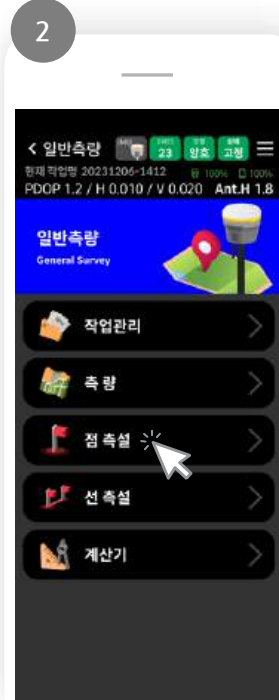 2
< 일반측량 23 양호 고정
현재 작업명 20231206-1412 100% 100%
PDOP 1.2 / H 0.010 / V 0.020 Ant.H 1.8
일반측량
General Survey
작업관리
측 량
점 측설
선 측설
계산기